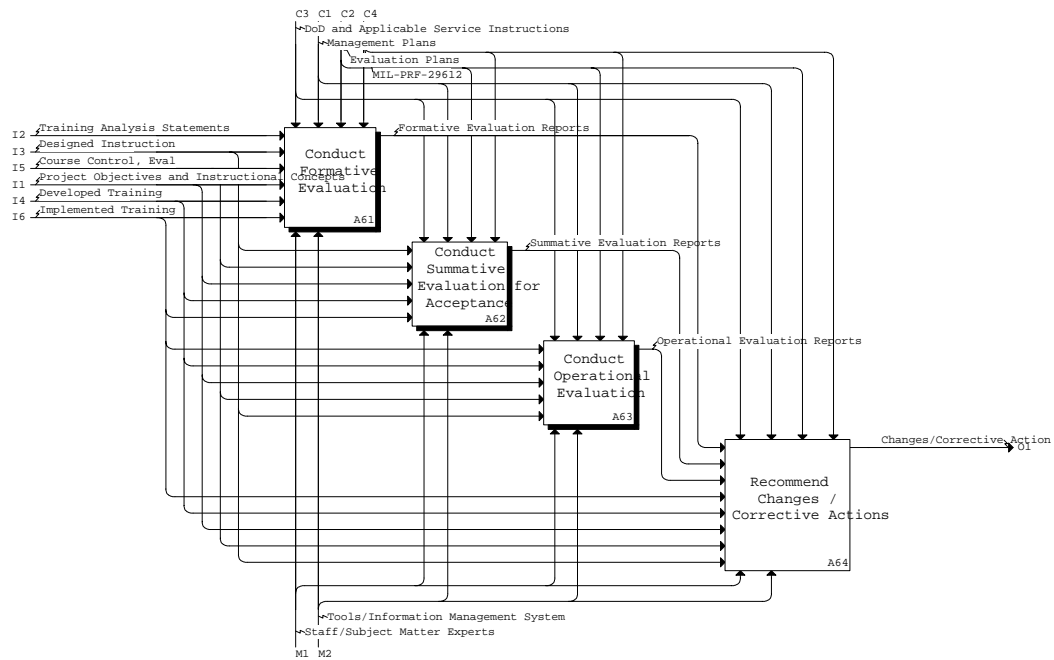 C3 C1 C2 C4
DoD and Applicable Service Instructions
Management Plans
Evaluation Plans
MIL-PRF-29612
I2 Training Analysis Statements
I3 Designed Instruction
I5 Course Control, Eval
I1 Project Objectives and Instructional Concepts
I4 Developed Training
I6 Implemented Training
Conduct
Formative
Evaluation
A61
Formative Evaluation Reports
Conduct
Summative
Evaluation for
Acceptance
A62
Summative Evaluation Reports
Conduct
Operational
Evaluation
A63
Operational Evaluation Reports
Recommend
Changes /
Corrective Actions
A64
Changes/Corrective Action
O1
Tools/Information Management System
Staff/Subject Matter Experts
M1 M2